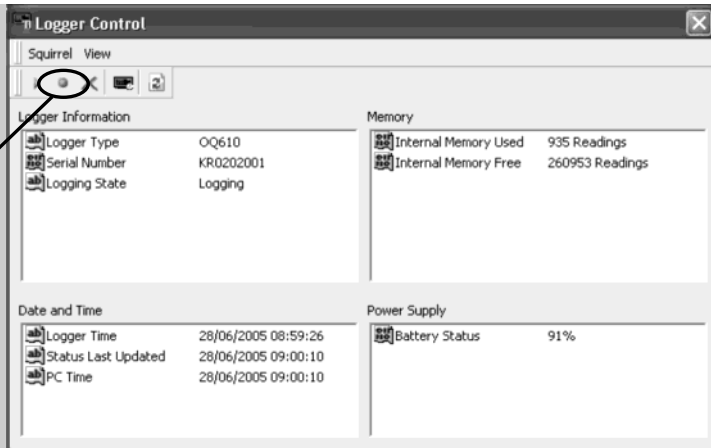 Logger Control
Squirrel View
Logger Information
Logger Type OQ610
Serial Number KR0202001
Logging State Logging
Memory
Internal Memory Used 935 Readings
Internal Memory Free 260953 Readings
Date and Time
Logger Time 28/06/2005 08:59:26
Status Last Updated 28/06/2005 09:00:10
PC Time 28/06/2005 09:00:10
Power Supply
Battery Status 91%